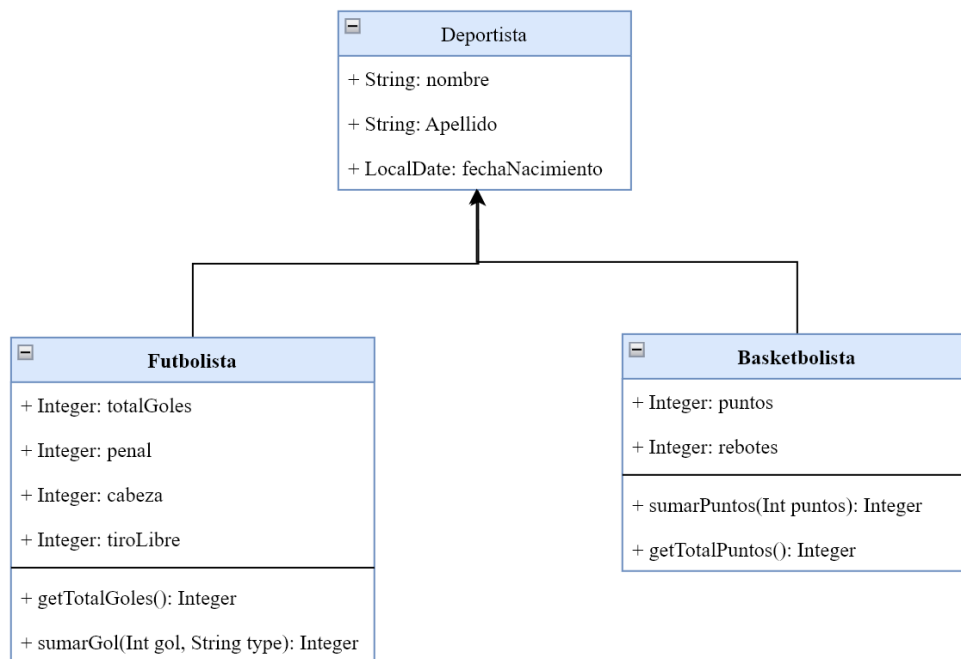 Deportista
+ String: nombre
+ String: Apellido
+ LocalDate: fechaNacimiento
Futbolista
+ Integer: totalGoles
+ Integer: penal
+ Integer: cabeza
+ Integer: tiroLibre
+ getTotalGoles(): Integer
+ sumarGol(Int gol, String type): Integer
Basketbolista
+ Integer: puntos
+ Integer: rebotes
+ sumarPuntos(Int puntos): Integer
+ getTotalPuntos(): Integer